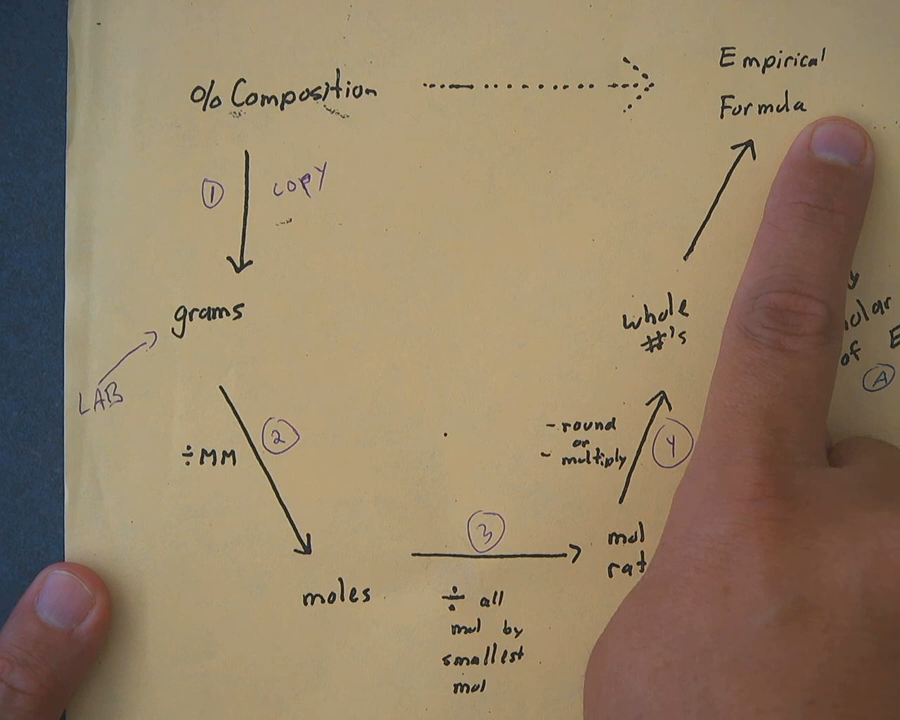 % Composition
Empirical
Formula
1
COPY
grams
LAB
÷MM
2
moles
3
÷ all
mol by
smallest
mol
mol
- round
or
- multiply
4
whole
#'s
of
A